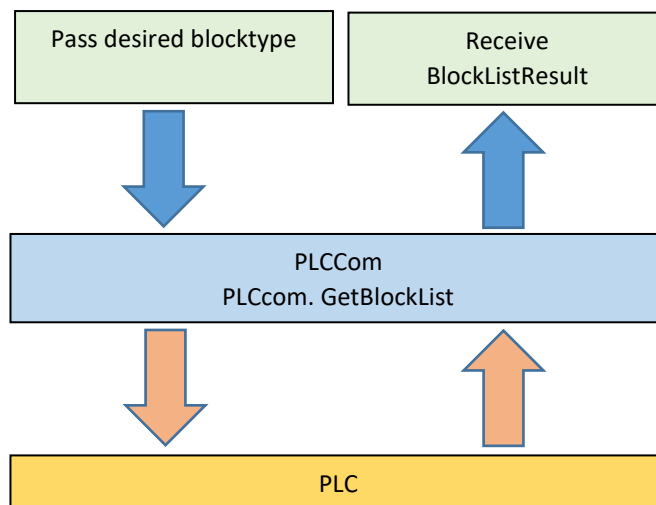 Pass desired blocktype
Receive
BlockListResult
PLCCom
PLCcom. GetBlockList
PLC